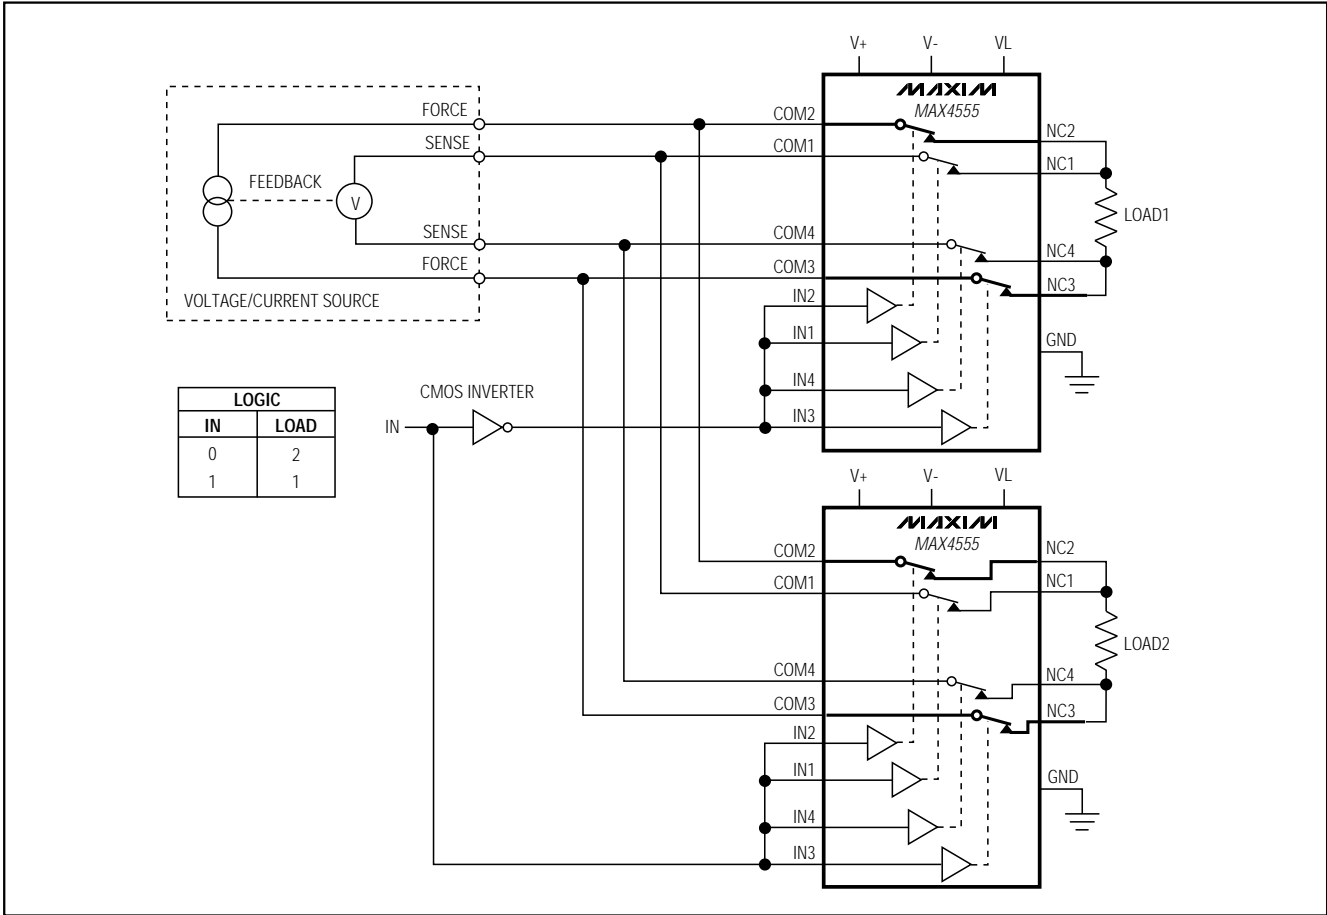 V+ V- VL
MAXIM
MAX4555
FORCE
SENSE
FEEDBACK
V
SENSE
FORCE
VOLTAGE/CURRENT SOURCE
COM2
COM1
COM4
COM3
IN2
IN1
IN4
IN3
NC2
NC1
LOAD1
NC4
NC3
GND
LOGIC
IN LOAD
0 2
1 1
CMOS INVERTER
IN
V+ V- VL
MAXIM
MAX4555
COM2
COM1
COM4
COM3
IN2
IN1
IN4
IN3
NC2
NC1
LOAD2
NC4
NC3
GND